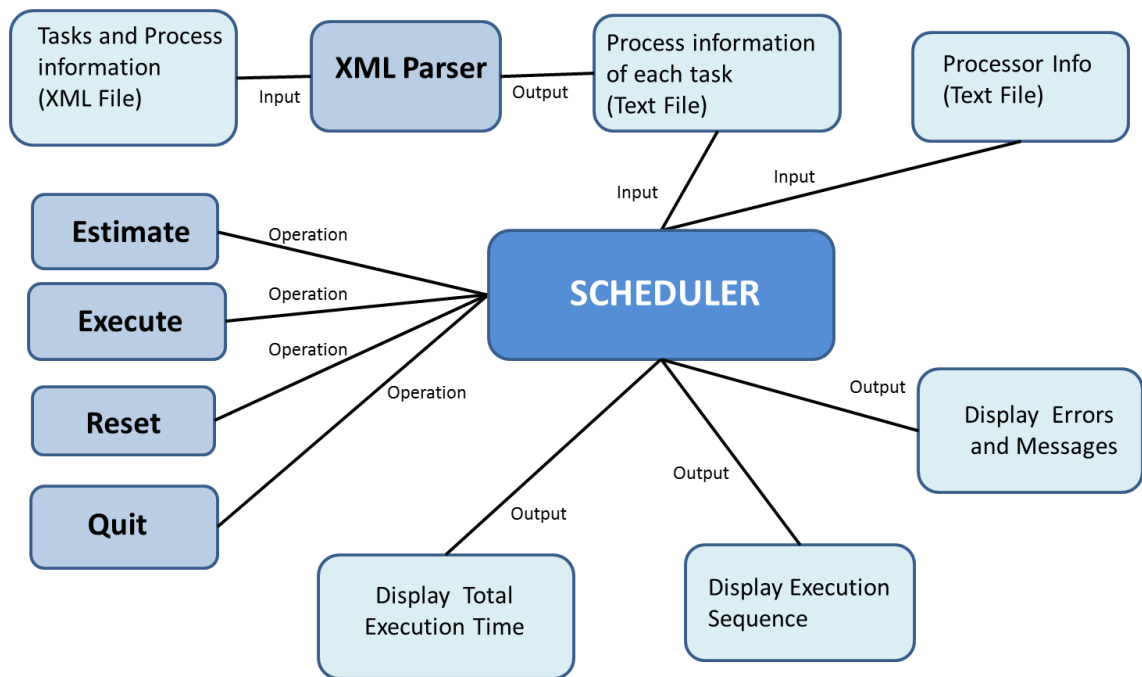 Tasks and Process
information
(XML File)
Input
XML Parser
Output
Process information
of each task
(Text File)
Processor Info
(Text File)
Input
Input
Estimate
Operation
Execute
Operation
Reset
Operation
Quit
Operation
SCHEDULER
Output
Display Errors
and Messages
Output
Display Execution
Sequence
Output
Display Total
Execution Time